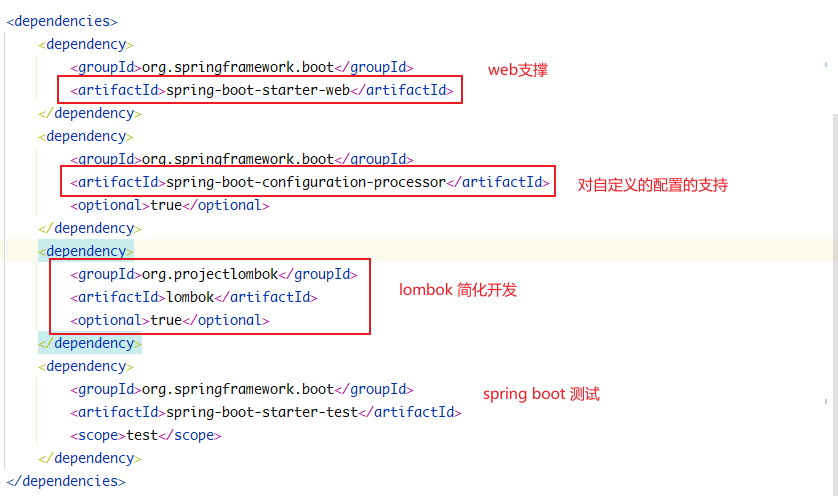 <dependencies>
<dependency>
<groupId>org.springframework.boot</groupId>
web支撑
<artifactId>spring-boot-starter-web</artifactId>
</dependency>
<dependency>
<groupId>org.springframework.boot</groupId>
<artifactId>spring-boot-configuration-processor</artifactId>
对自定义的配置的支持
<optional>true</optional>
</dependency>
<dependency>
<groupId>org.projectlombok</groupId>
<artifactId>lombok</artifactId>
lombok 简化开发
<optional>true</optional>
</dependency>
<dependency>
<groupId>org.springframework.boot</groupId>
spring boot 测试
<artifactId>spring-boot-starter-test</artifactId>
<scope>test</scope>
</dependency>
</dependencies>